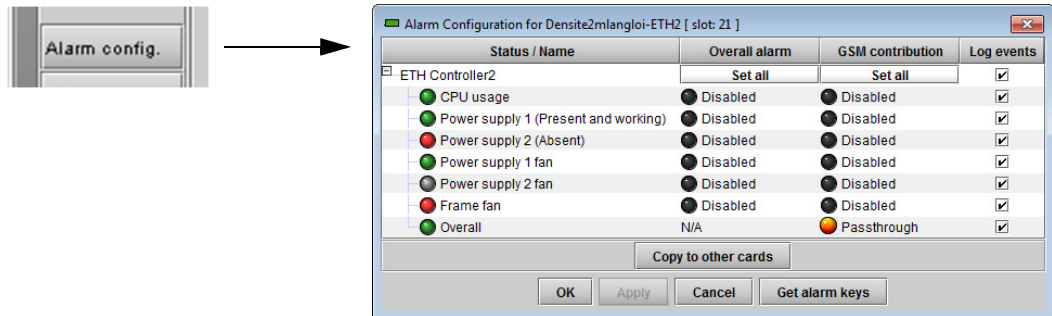 Alarm config.
Alarm Configuration for Densite2mlangloi-ETH2 [ slot: 21 ]
Status / Name Overall alarm GSM contribution Log events
ETH Controller2 Set all Set all
CPU usage Disabled Disabled
Power supply 1 (Present and working) Disabled Disabled
Power supply 2 (Absent) Disabled Disabled
Power supply 1 fan Disabled Disabled
Power supply 2 fan Disabled Disabled
Frame fan Disabled Disabled
Overall N/A Passthrough
Copy to other cards
OK Apply Cancel Get alarm keys